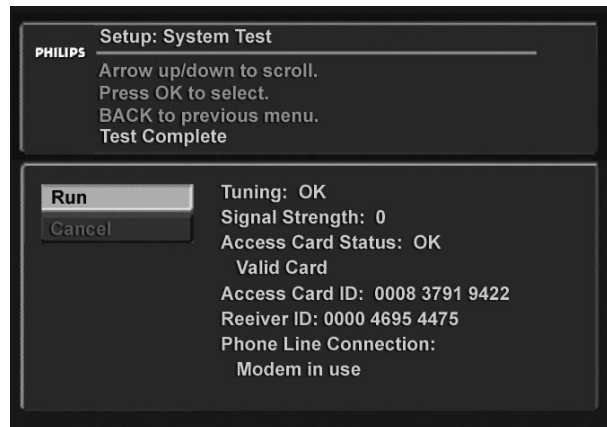 Setup: System Test
PHILIPS
Arrow up/down to scroll.
Press OK to select.
BACK to previous menu.
Test Complete
Run
Cancel
Tuning: OK
Signal Strength: 0
Access Card Status: OK
Valid Card
Access Card ID: 0008 3791 9422
Reeiver ID: 0000 4695 4475
Phone Line Connection:
Modem in use